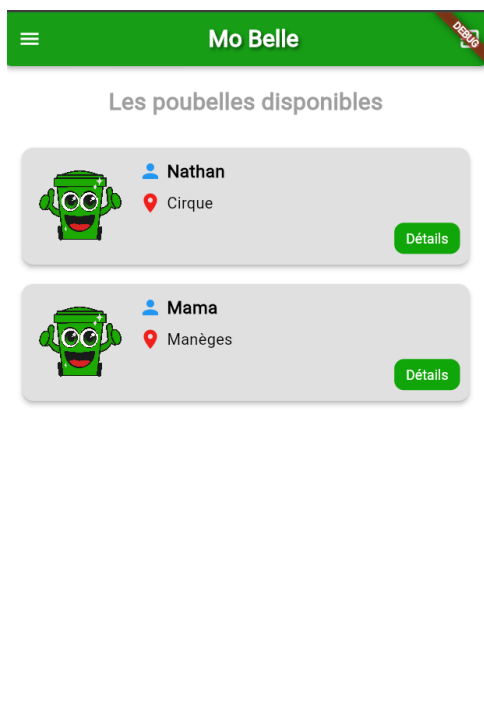 Mo Belle
DEBUG
Les poubelles disponibles
Nathan
Cirque
Détails
Mama
Manèges
Détails